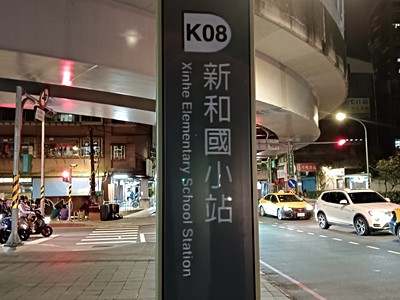 K08
新和國小站
Xinhe Elementary School Station